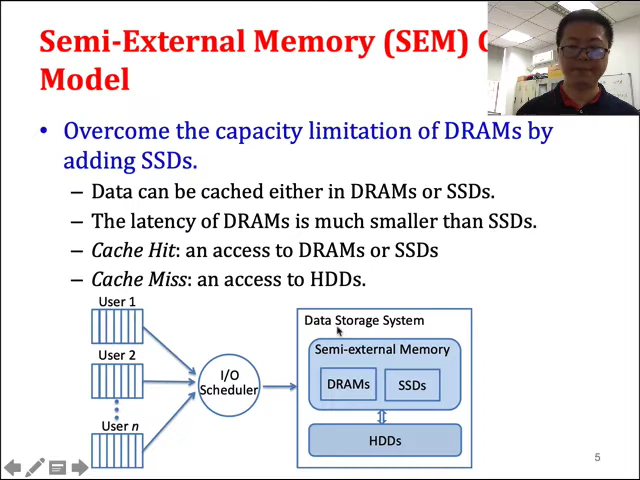 Semi-External Memory (SEM)
Model
• Overcome the capacity limitation of DRAMs by
adding SSDs.
– Data can be cached either in DRAMs or SSDs.
– The latency of DRAMs is much smaller than SSDs.
– Cache Hit: an access to DRAMs or SSDs
– Cache Miss: an access to HDDs.
User 1
User 2
User n
I/O
Scheduler
Data Storage System
Semi-external Memory
DRAMs
SSDs
HDDs
5